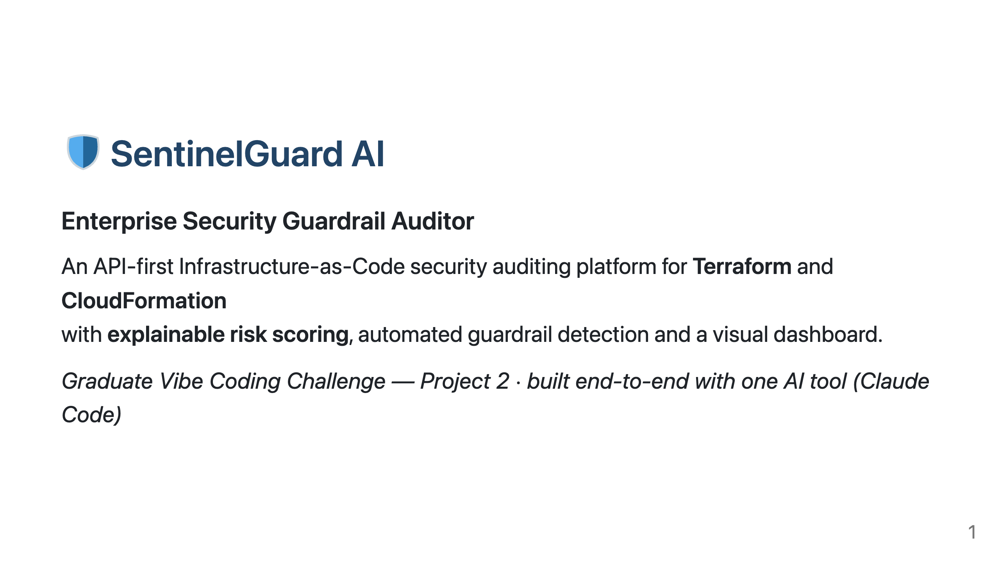 SentinelGuard AI
Enterprise Security Guardrail Auditor
An API-first Infrastructure-as-Code security auditing platform for Terraform and
CloudFormation
with explainable risk scoring, automated guardrail detection and a visual dashboard.
Graduate Vibe Coding Challenge — Project 2 · built end-to-end with one AI tool (Claude
Code)
1